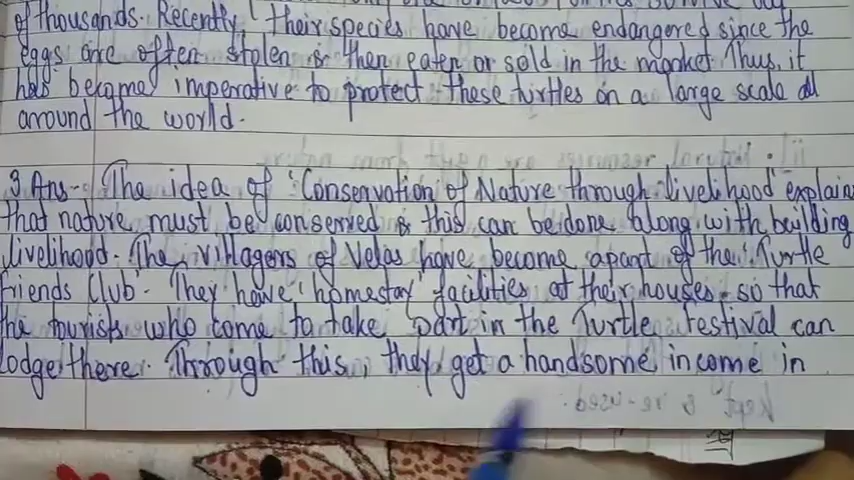 of thousands. Recently, their species have become endangered since the
eggs are often stolen & then eaten or sold in the market. Thus, it
has become imperative to protect these turtles on a large scale all
around the world.
3 Ans- The idea of 'Conservation of Nature through livelihood' explains
that nature must be conserved & this can be done along with building
livelihood. The villagers of Velas have become apart of the 'Turtle
Friends Club'. They have 'homestay' facilities at their houses, so that
the tourists who come to take part in the Turtle festival can
lodge there. Through this, they get a handsome income in